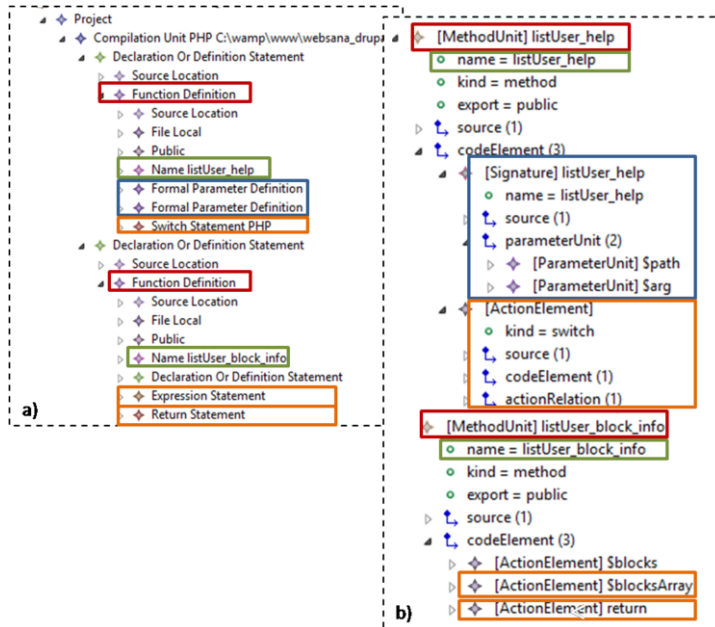 Project
Compilation Unit PHP C:\wamp\www\websana_drupa
Declaration Or Definition Statement
Source Location
Function Definition
Source Location
File Local
Public
Name listUser_help
Formal Parameter Definition
Formal Parameter Definition
Switch Statement PHP
Declaration Or Definition Statement
Source Location
Function Definition
Source Location
File Local
Public
Name listUser_block_info
Declaration Or Definition Statement
Expression Statement
Return Statement
a)
[MethodUnit] listUser_help
name = listUser_help
kind = method
export = public
source (1)
codeElement (3)
[Signature] listUser_help
name = listUser_help
source (1)
parameterUnit (2)
[ParameterUnit] $path
[ParameterUnit] $arg
[ActionElement]
kind = switch
source (1)
codeElement (1)
actionRelation (1)
[MethodUnit] listUser_block_info
name = listUser_block_info
kind = method
export = public
source (1)
codeElement (3)
[ActionElement] $blocks
[ActionElement] $blocksArray
[ActionElement] return
b)